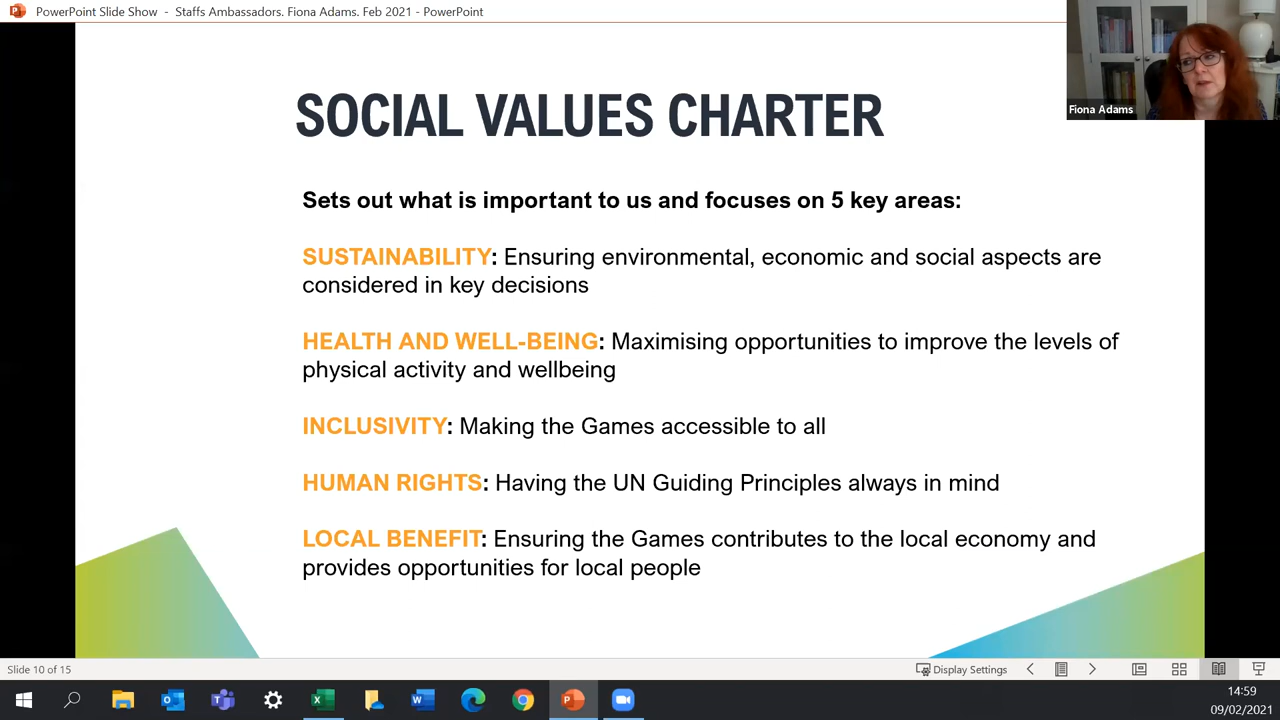 PowerPoint Slide Show - Staffs Ambassadors. Fiona Adams. Feb 2021 - PowerPoint
Fiona Adams
SOCIAL VALUES CHARTER
Sets out what is important to us and focuses on 5 key areas:
SUSTAINABILITY: Ensuring environmental, economic and social aspects are
considered in key decisions
HEALTH AND WELL-BEING: Maximising opportunities to improve the levels of
physical activity and wellbeing
INCLUSIVITY: Making the Games accessible to all
HUMAN RIGHTS: Having the UN Guiding Principles always in mind
LOCAL BENEFIT: Ensuring the Games contributes to the local economy and
provides opportunities for local people
Slide 10 of 15
Display Settings
14:59
09/02/2021